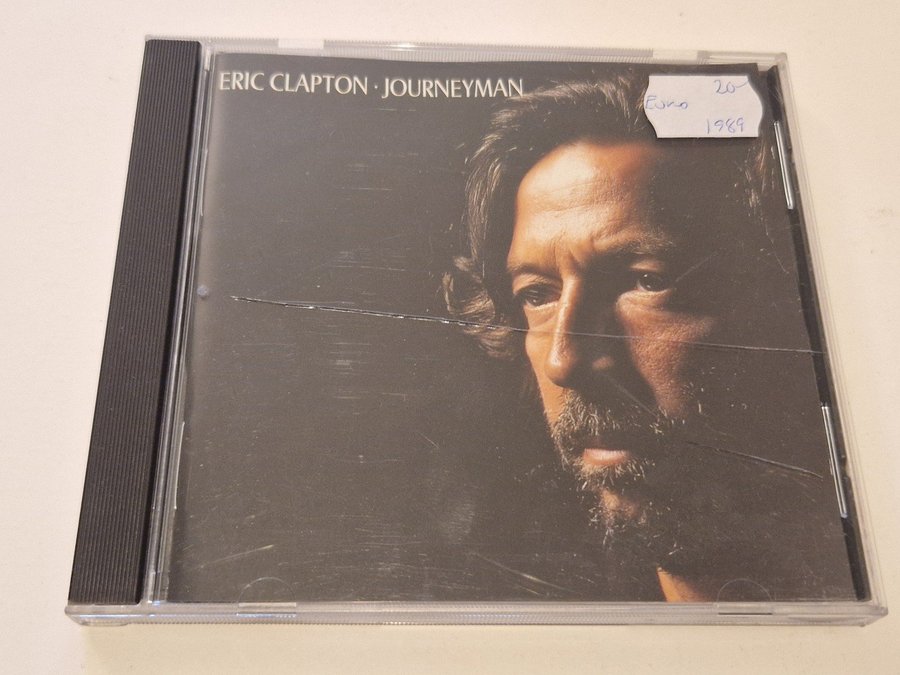 ERIC CLAPTON · JOURNEYMAN
20-
Euro
1989